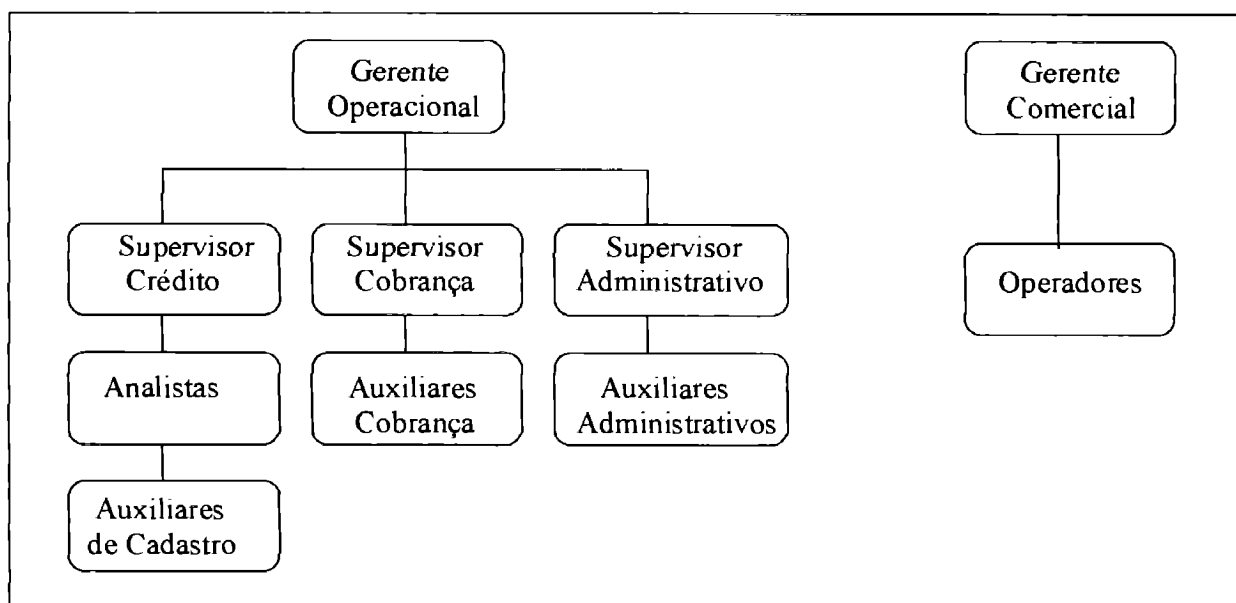 Gerente
Operacional
Gerente
Comercial
Supervisor
Crédito
Supervisor
Cobrança
Supervisor
Administrativo
Operadores
Analistas
Auxiliares
Cobrança
Auxiliares
Administrativos
Auxiliares
de Cadastro